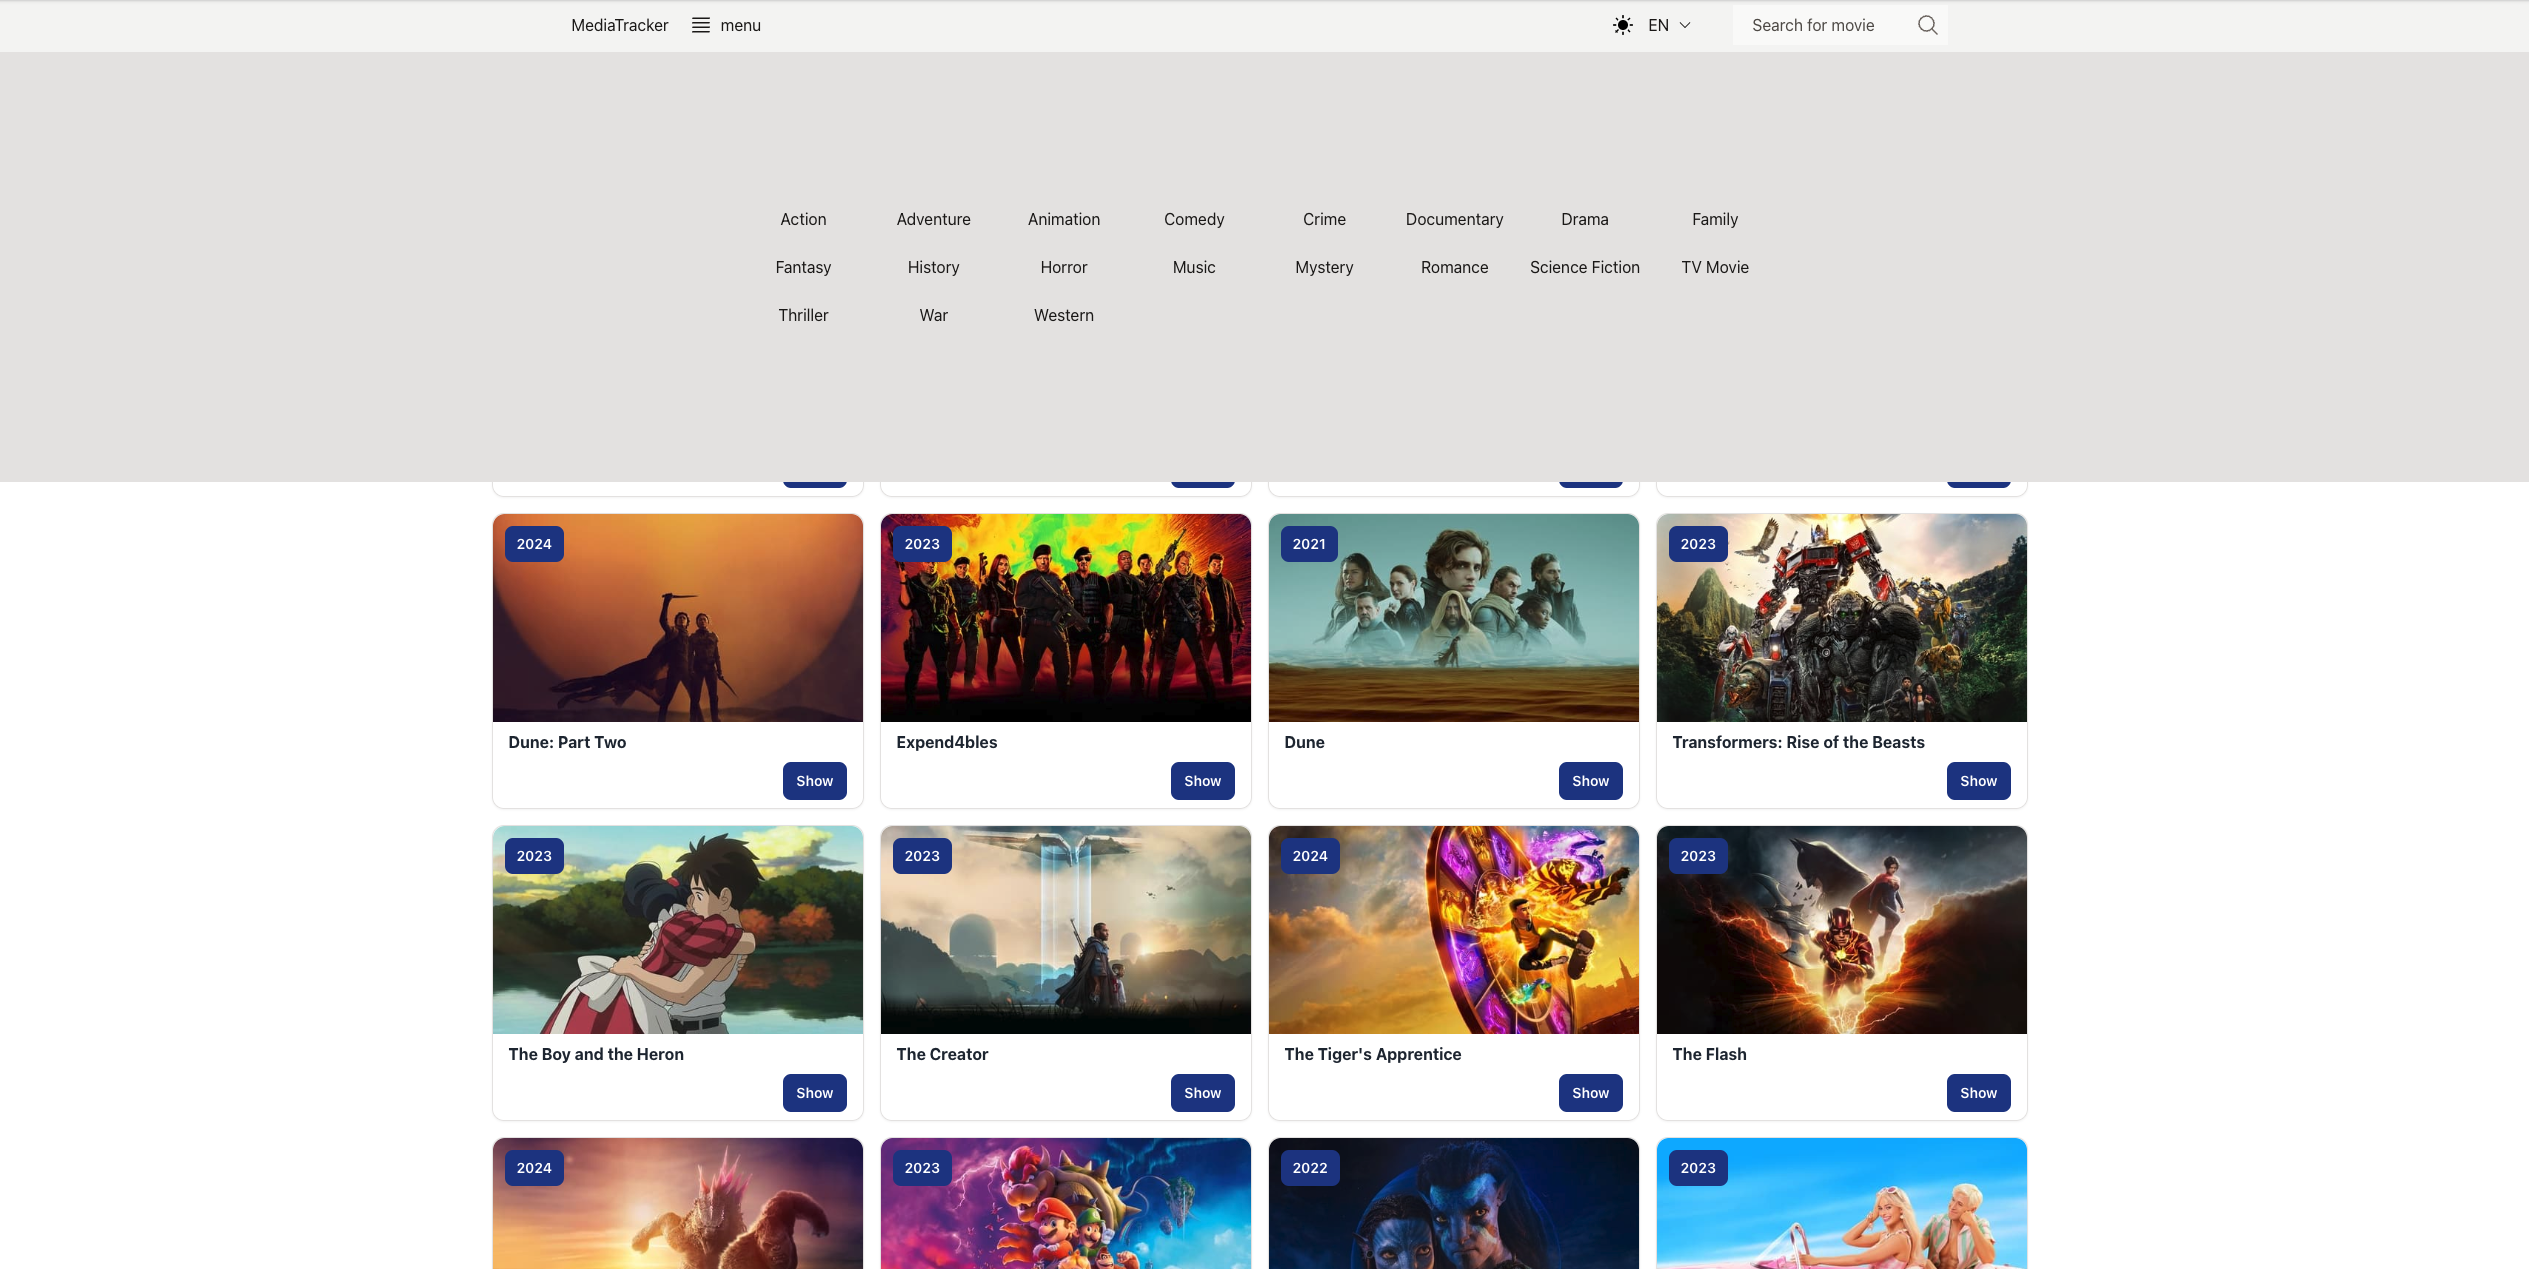 MediaTracker menu EN Search for movie
Action Adventure Animation Comedy Crime Documentary Drama Family
Fantasy History Horror Music Mystery Romance Science Fiction TV Movie
Thriller War Western
2024 2023 2021 2023
Dune: Part Two Expend4bles Dune Transformers: Rise of the Beasts
Show Show Show Show
2023 2023 2024 2023
The Boy and the Heron The Creator The Tiger's Apprentice The Flash
Show Show Show Show
2024 2023 2022 2023